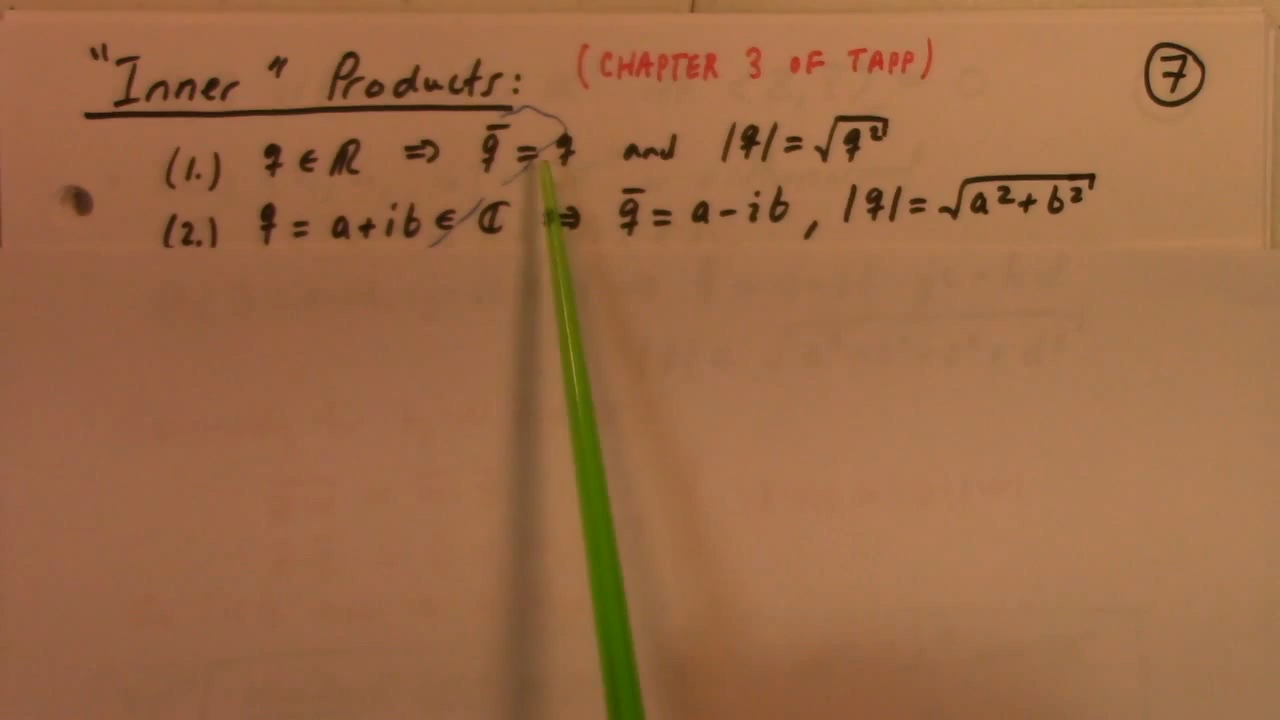 "Inner" Products: (CHAPTER 3 OF TAPP) 7
(1.) q ∈ ℝ ⇒ q̄ = q and |q| = √q²
(2.) q = a+ib ∈ ℂ ⇒ q̄ = a-ib, |q| = √a²+b²